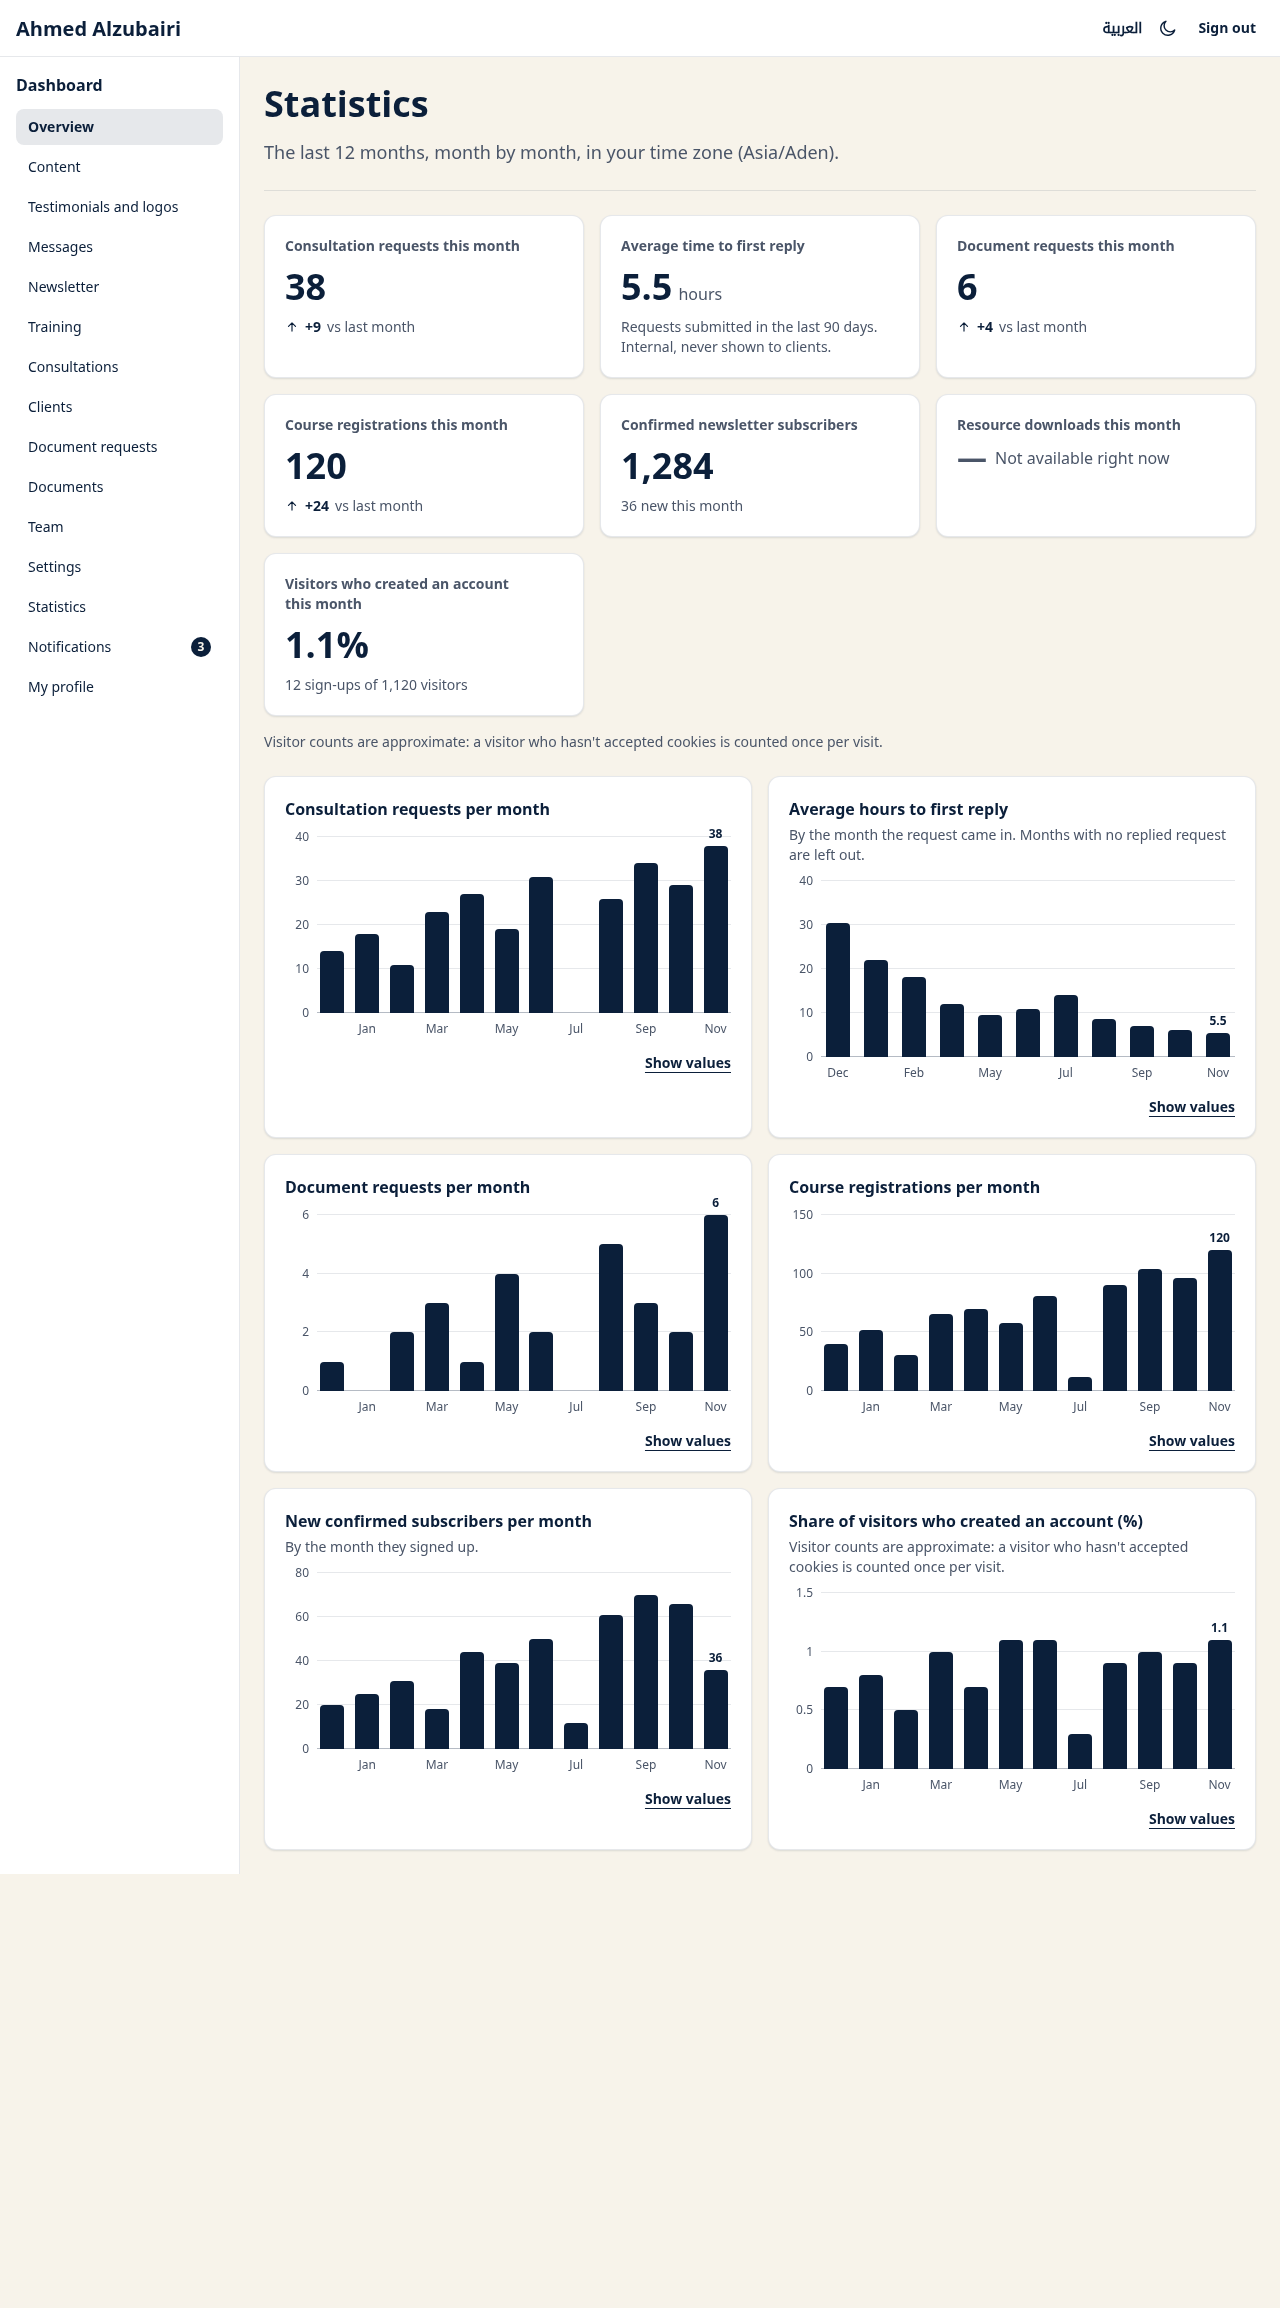 Ahmed Alzubairi
العربية
Sign out
Dashboard
Overview
Content
Testimonials and logos
Messages
Newsletter
Training
Consultations
Clients
Document requests
Documents
Team
Settings
Statistics
Notifications 3
My profile
Statistics
The last 12 months, month by month, in your time zone (Asia/Aden).
Consultation requests this month
38
↑ +9 vs last month
Average time to first reply
5.5 hours
Requests submitted in the last 90 days.
Internal, never shown to clients.
Document requests this month
6
↑ +4 vs last month
Course registrations this month
120
↑ +24 vs last month
Confirmed newsletter subscribers
1,284
36 new this month
Resource downloads this month
— Not available right now
Visitors who created an account
this month
1.1%
12 sign-ups of 1,120 visitors
Visitor counts are approximate: a visitor who hasn't accepted cookies is counted once per visit.
Consultation requests per month
38
40
30
20
10
0
Jan Mar May Jul Sep Nov
Show values
Average hours to first reply
By the month the request came in. Months with no replied request
are left out.
40
30
20
10
5.5
0
Dec Feb May Jul Sep Nov
Show values
Document requests per month
6
6
4
2
0
Jan Mar May Jul Sep Nov
Show values
Course registrations per month
150
120
100
50
0
Jan Mar May Jul Sep Nov
Show values
New confirmed subscribers per month
By the month they signed up.
80
60
40
36
20
0
Jan Mar May Jul Sep Nov
Show values
Share of visitors who created an account (%)
Visitor counts are approximate: a visitor who hasn't accepted
cookies is counted once per visit.
1.5
1.1
1
0.5
0
Jan Mar May Jul Sep Nov
Show values